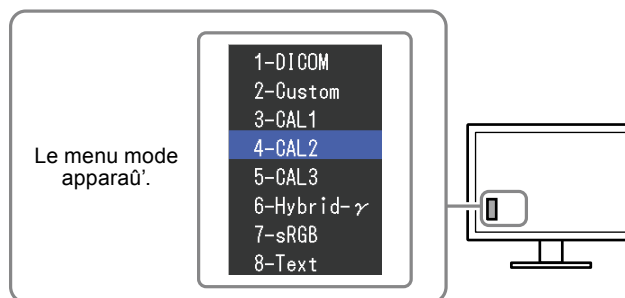 Le menu mode
apparaû’.
1-DICOM
2-Custom
3-CAL1
4-CAL2
5-CAL3
6-Hybrid-γ
7-sRGB
8-Text